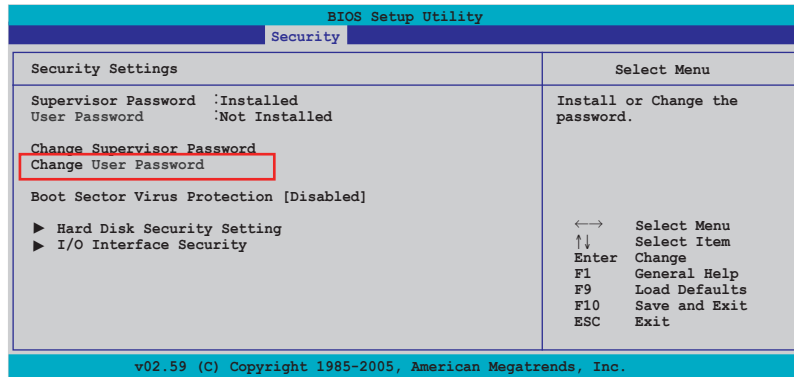 BIOS Setup Utility
Security
Security Settings
Supervisor Password :Installed
User Password :Not Installed
Change Supervisor Password
Change User Password
Boot Sector Virus Protection [Disabled]
▶ Hard Disk Security Setting
▶ I/O Interface Security
Select Menu
Install or Change the
password.
←→ Select Menu
↑↓ Select Item
Enter Change
F1 General Help
F9 Load Defaults
F10 Save and Exit
ESC Exit
v02.59 (C) Copyright 1985-2005, American Megatrends, Inc.